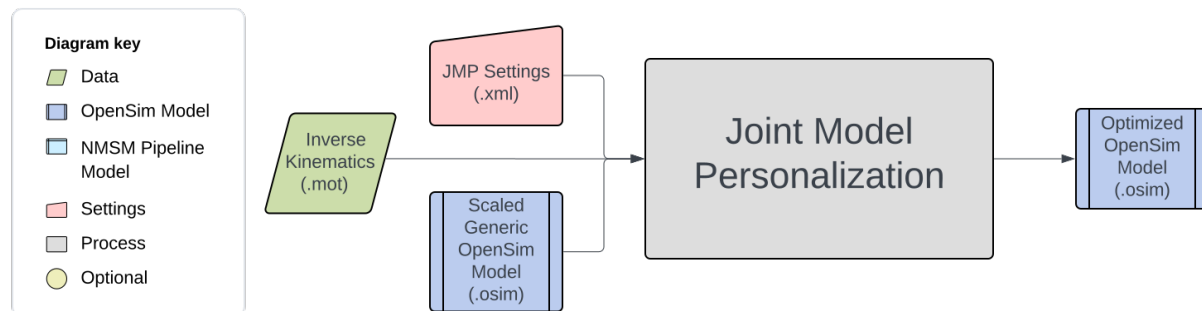 Diagram key
Data
OpenSim Model
NMSM Pipeline
Model
Settings
Process
Optional
JMP Settings
(.xml)
Inverse
Kinematics
(.mot)
Scaled
Generic
OpenSim
Model
(.osim)
Joint Model
Personalization
Optimized
OpenSim
Model
(.osim)